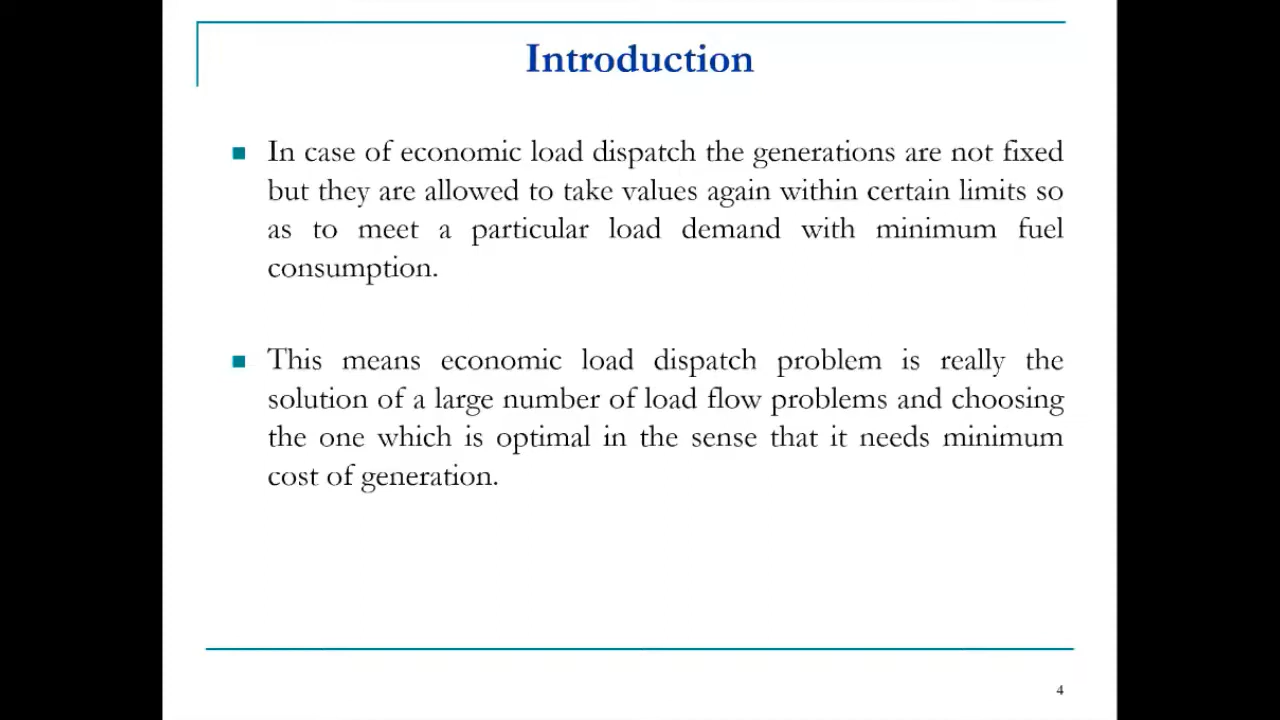 Introduction
In case of economic load dispatch the generations are not fixed
but they are allowed to take values again within certain limits so
as to meet a particular load demand with minimum fuel
consumption.
This means economic load dispatch problem is really the
solution of a large number of load flow problems and choosing
the one which is optimal in the sense that it needs minimum
cost of generation.
4